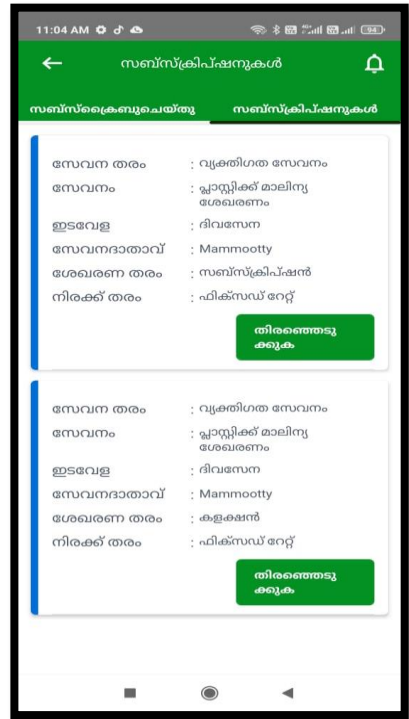 11:04 AM 94
സബ്സ്ക്രിപ്ഷനുകൾ
സബ്സ്ക്രൈബുചെയ്തു സബ്സ്ക്രിപ്ഷനുകൾ
സേവന തരം : വ്യക്തിഗത സേവനം
സേവനം : പ്ലാസ്റ്റിക്ക് മാലിന്യ
ശേഖരണം
ഇടവേള : ദിവസേന
സേവനദാതാവ് : Mammootty
ശേഖരണ തരം : സബ്സ്ക്രിപ്ഷൻ
നിരക്ക് തരം : ഫിക്സഡ് റേറ്റ്
തിരഞ്ഞെടു
ക്കുക
സേവന തരം : വ്യക്തിഗത സേവനം
സേവനം : പ്ലാസ്റ്റിക്ക് മാലിന്യ
ശേഖരണം
ഇടവേള : ദിവസേന
സേവനദാതാവ് : Mammootty
ശേഖരണ തരം : കളക്ഷൻ
നിരക്ക് തരം : ഫിക്സഡ് റേറ്റ്
തിരഞ്ഞെടു
ക്കുക